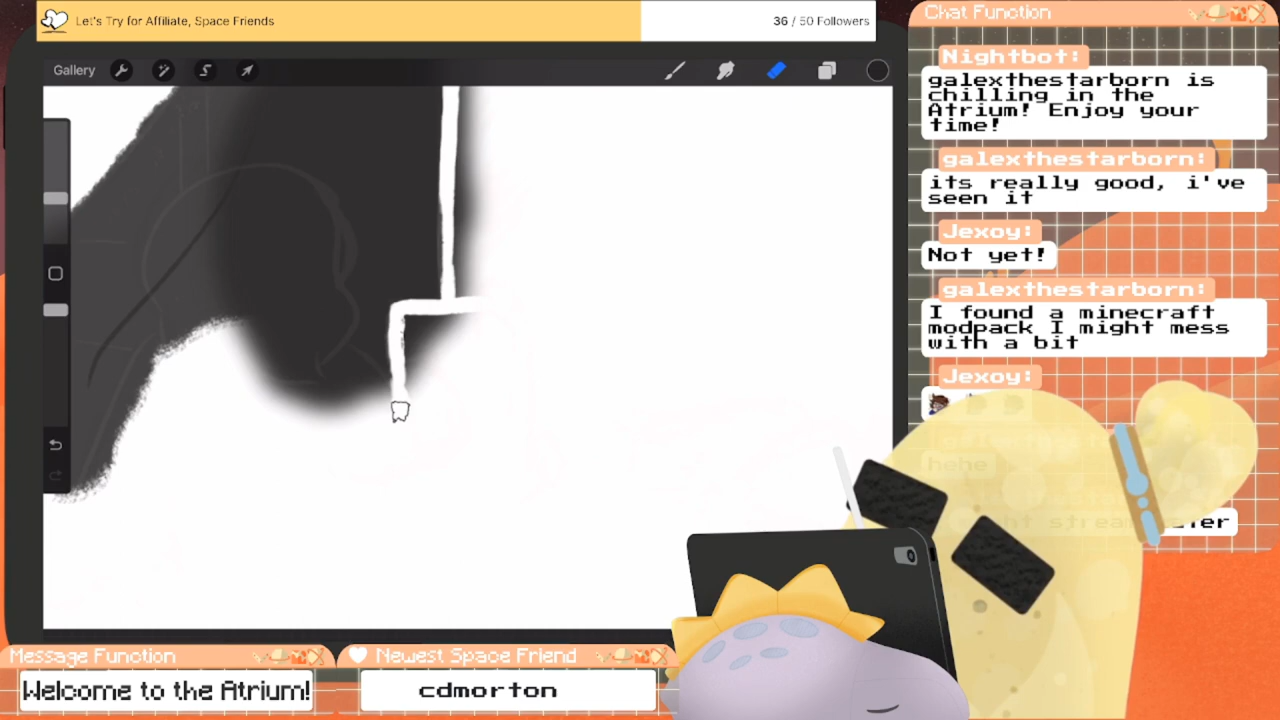 Let's Try for Affiliate, Space Friends
36 / 50 Followers
Gallery
Chat Function
Nightbot:
galexthestarborn is
chilling in the
Atrium! Enjoy your
time!
galexthestarborn:
its really good, i've
seen it
Jexoy:
Not yet!
galexthestarborn:
I found a minecraft
modpack I might mess
with a bit
Jexoy:
hehe
Message Function
Newest Space Friend
Welcome to the Atrium!
cdmorton